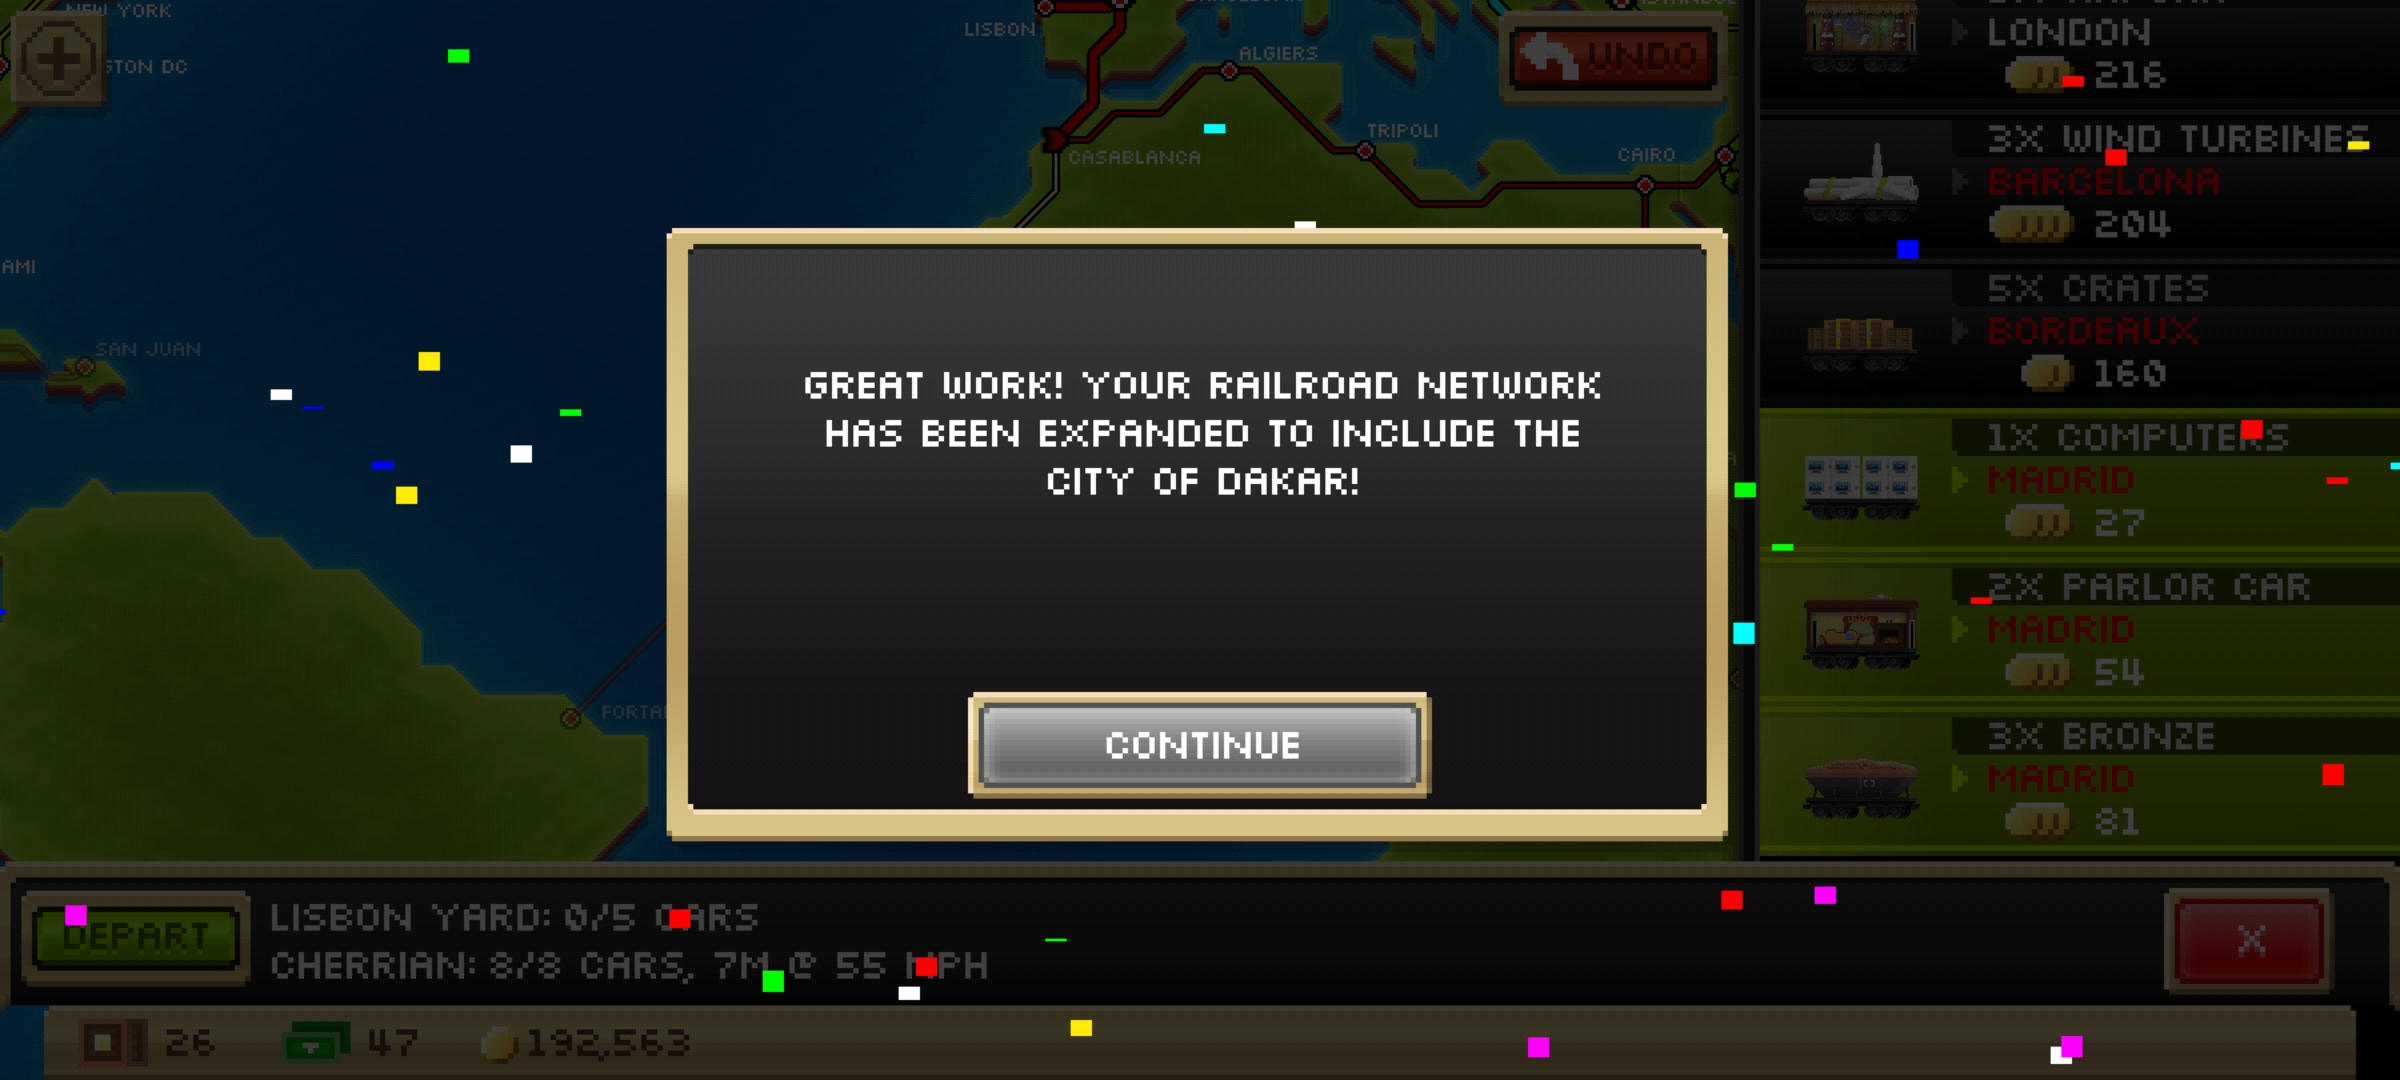 NEW YORK
STON DC
LISBON
ALGIERS
UNDO
CASABLANCA
TRIPOLI
CAIRO
AMI
SAN JUAN
LONDON
216
3X WIND TURBINES
BARCELONA
204
5X CRATES
BORDEAUX
160
1X COMPUTERS
MADRID
27
2X PARLOR CAR
MADRID
54
3X BRONZE
MADRID
81
GREAT WORK! YOUR RAILROAD NETWORK
HAS BEEN EXPANDED TO INCLUDE THE
CITY OF DAKAR!
CONTINUE
FORTA
DEPART
LISBON YARD: 0/5 CARS
CHERRIAN: 8/8 CARS, 7M @ 55 MPH
X
26
47
192,563